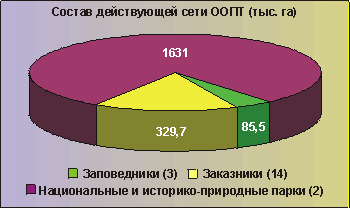 Состав действующей сети ООПТ (тыс. га)
1631
329,7
85,5
Заповедники (3) Заказники (14)
Национальные и историко-природные парки (2)